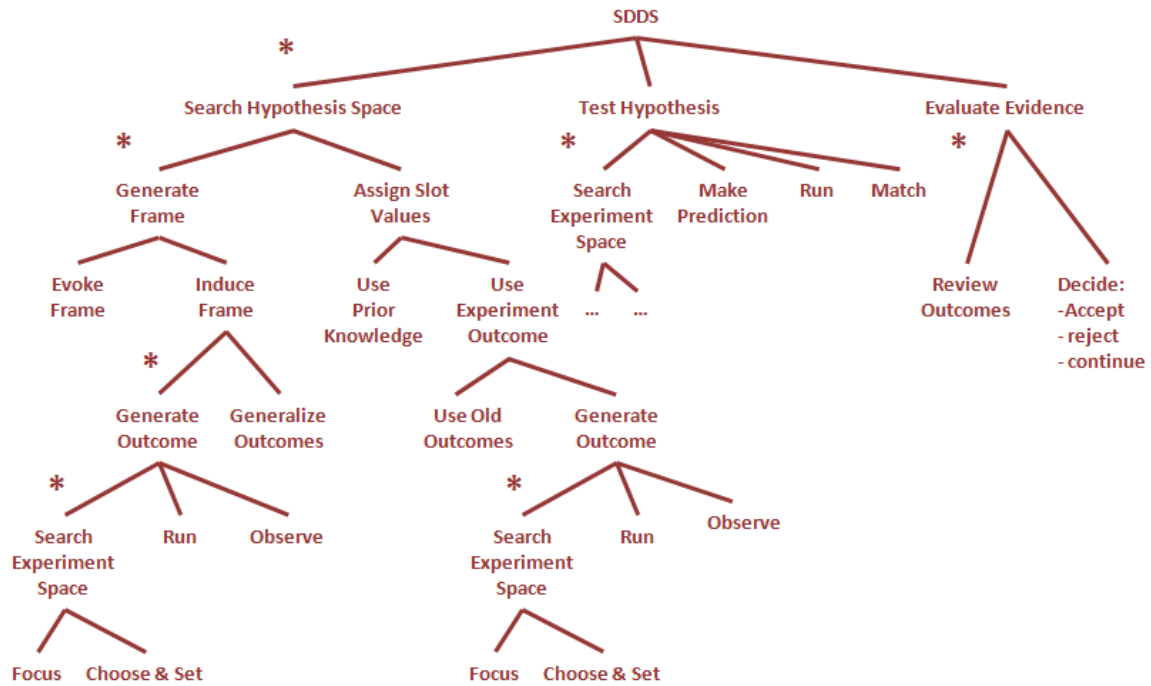 SDDS
*
Search Hypothesis Space
Test Hypothesis
Evaluate Evidence
*
*
*
Generate
Frame
Assign Slot
Values
Search
Experiment
Space
Make
Prediction
Run
Match
Evoke
Frame
Induce
Frame
Use
Prior
Knowledge
Use
Experiment
Outcome
...
...
Review
Outcomes
Decide:
-Accept
- reject
- continue
*
Generate
Outcome
Generalize
Outcomes
Use Old
Outcomes
Generate
Outcome
*
*
Search
Experiment
Space
Run
Observe
Search
Experiment
Space
Run
Observe
Focus
Choose & Set
Focus
Choose & Set